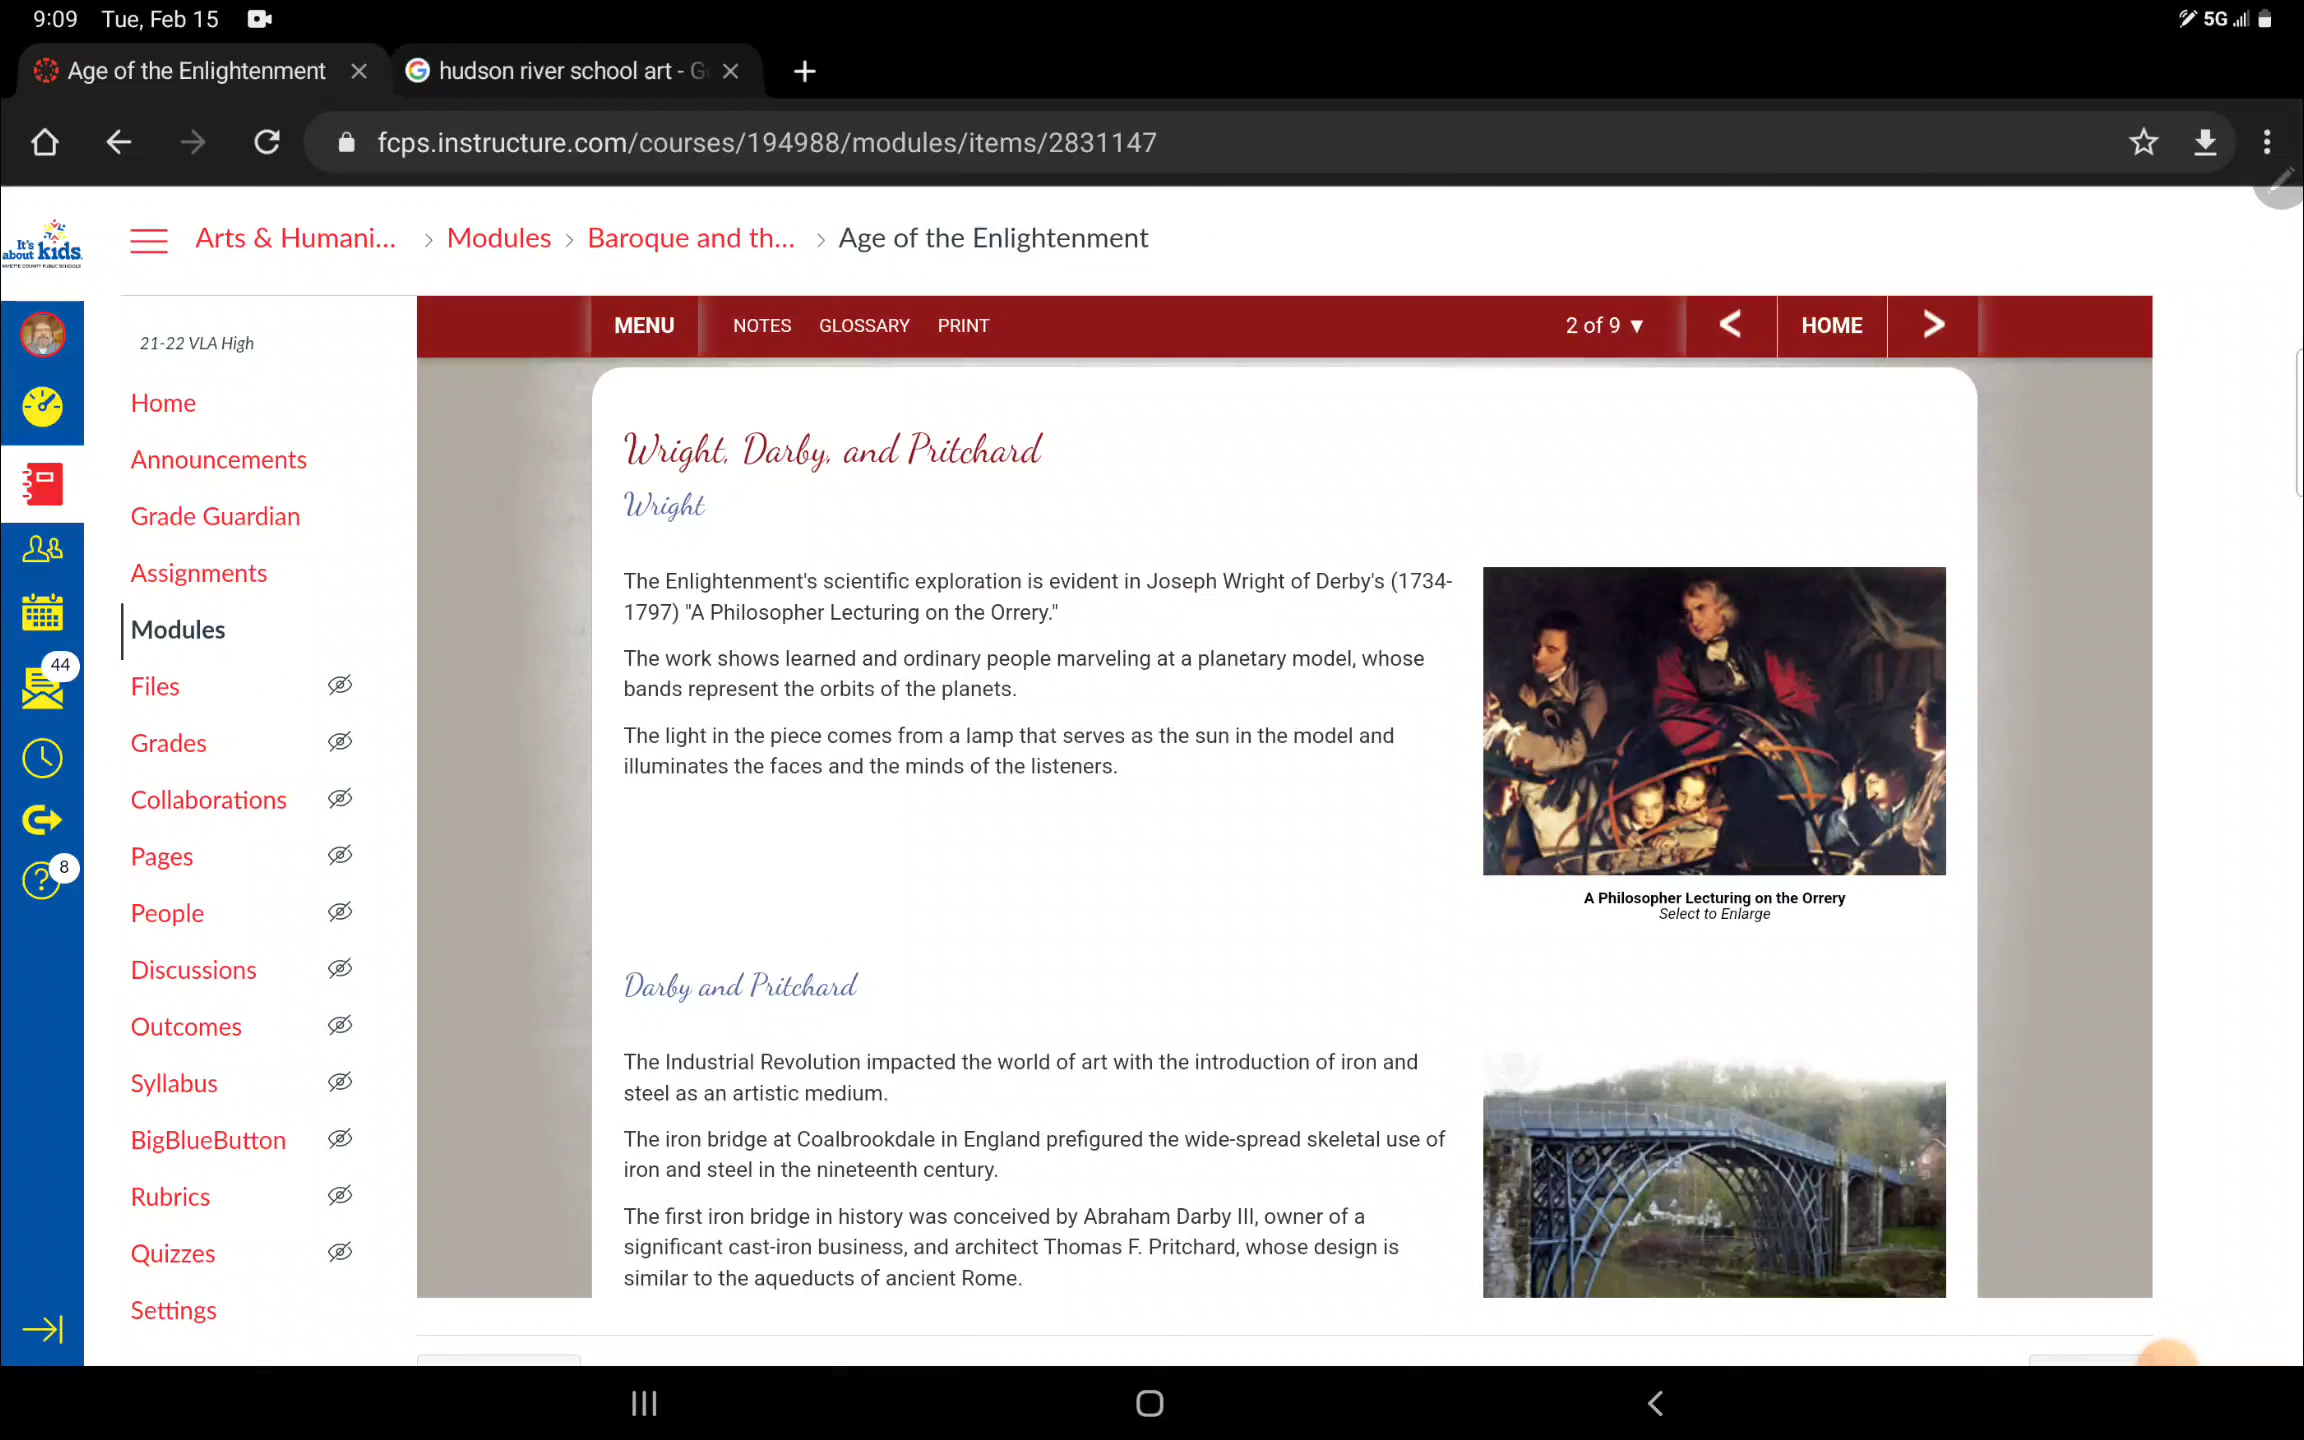 9:09 Tue, Feb 15
5G
Age of the Enlightenment
hudson river school art - G
fcps.instructure.com/courses/194988/modules/items/2831147
It's about kids
Arts & Humani... > Modules > Baroque and th... > Age of the Enlightenment
21-22 VLA High
Home
Announcements
Grade Guardian
Assignments
Modules
Files
Grades
Collaborations
Pages
People
Discussions
Outcomes
Syllabus
BigBlueButton
Rubrics
Quizzes
Settings
44
8
MENU NOTES GLOSSARY PRINT 2 of 9 ▼ < HOME >
Wright, Darby, and Pritchard
Wright
The Enlightenment's scientific exploration is evident in Joseph Wright of Derby's (1734-
1797) "A Philosopher Lecturing on the Orrery."
The work shows learned and ordinary people marveling at a planetary model, whose
bands represent the orbits of the planets.
The light in the piece comes from a lamp that serves as the sun in the model and
illuminates the faces and the minds of the listeners.
A Philosopher Lecturing on the Orrery
Select to Enlarge
Darby and Pritchard
The Industrial Revolution impacted the world of art with the introduction of iron and
steel as an artistic medium.
The iron bridge at Coalbrookdale in England prefigured the wide-spread skeletal use of
iron and steel in the nineteenth century.
The first iron bridge in history was conceived by Abraham Darby III, owner of a
significant cast-iron business, and architect Thomas F. Pritchard, whose design is
similar to the aqueducts of ancient Rome.